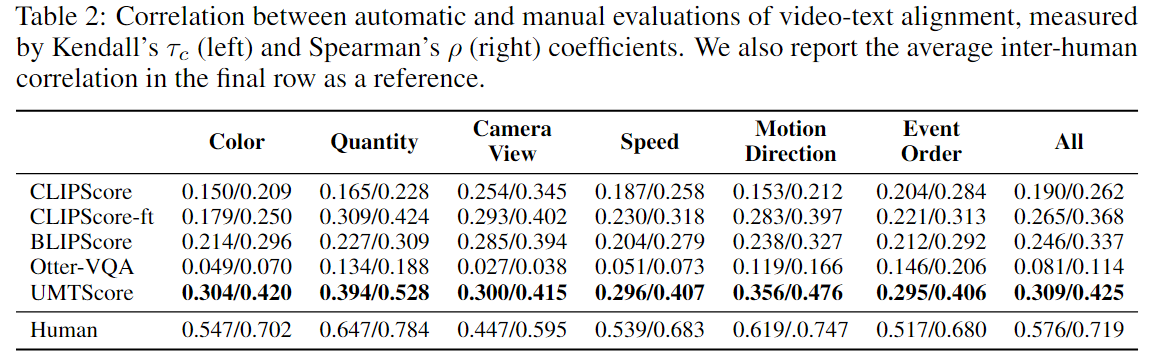 Table 2: Correlation between automatic and manual evaluations of video-text alignment, measured
by Kendall's τc (left) and Spearman's ρ (right) coefficients. We also report the average inter-human
correlation in the final row as a reference.
Color Quantity Camera View Speed Motion Direction Event Order All
CLIPScore 0.150/0.209 0.165/0.228 0.254/0.345 0.187/0.258 0.153/0.212 0.204/0.284 0.190/0.262
CLIPScore-ft 0.179/0.250 0.309/0.424 0.293/0.402 0.230/0.318 0.283/0.397 0.221/0.313 0.265/0.368
BLIPScore 0.214/0.296 0.227/0.309 0.285/0.394 0.204/0.279 0.238/0.327 0.212/0.292 0.246/0.337
Otter-VQA 0.049/0.070 0.134/0.188 0.027/0.038 0.051/0.073 0.119/0.166 0.146/0.206 0.081/0.114
UMTScore 0.304/0.420 0.394/0.528 0.300/0.415 0.296/0.407 0.356/0.476 0.295/0.406 0.309/0.425
Human 0.547/0.702 0.647/0.784 0.447/0.595 0.539/0.683 0.619/.0.747 0.517/0.680 0.576/0.719